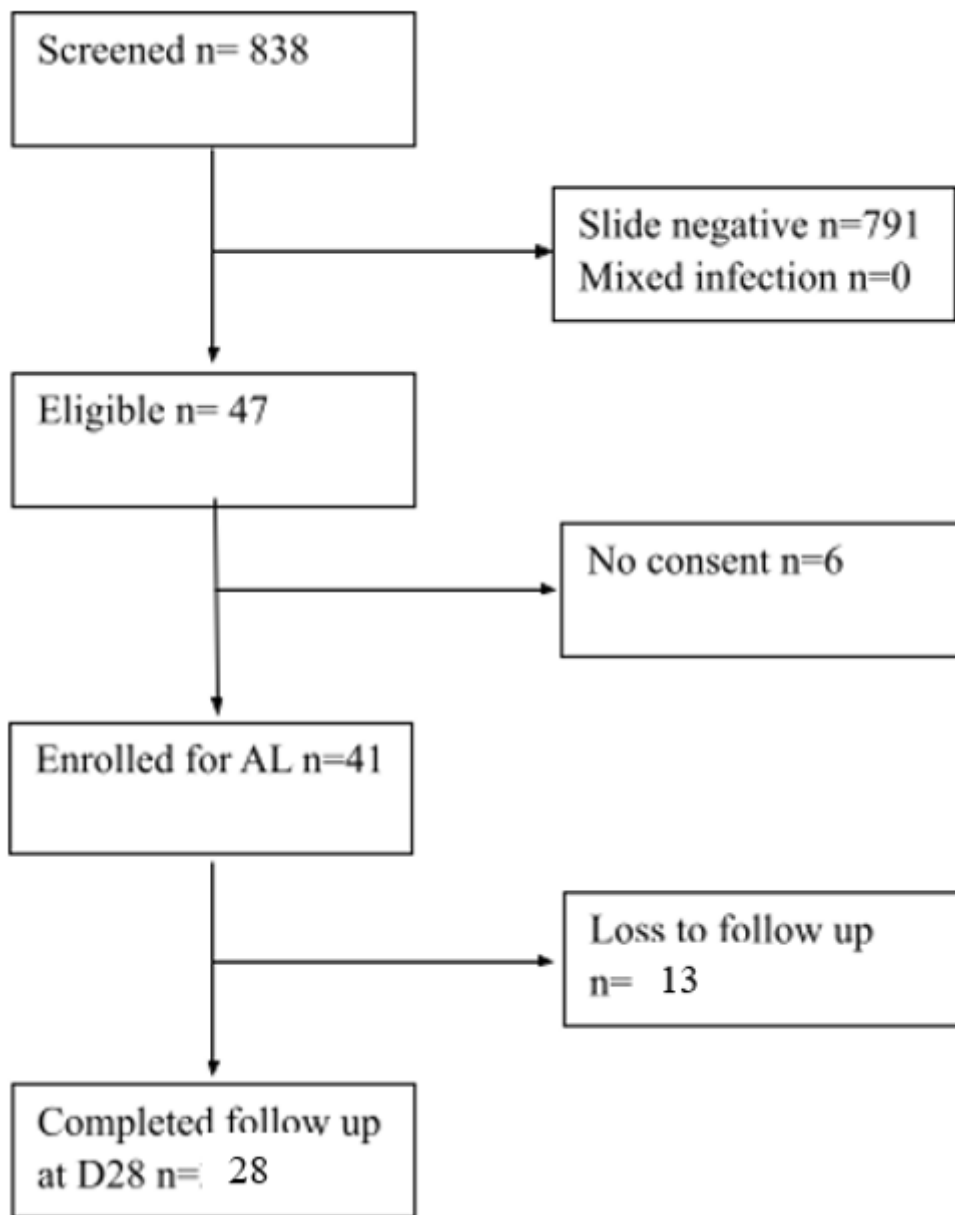 Screened n= 838
Slide negative n=791
Mixed infection n=0
Eligible n= 47
No consent n=6
Enrolled for AL n=41
Loss to follow up
n= 13
Completed follow up
at D28 n= 28